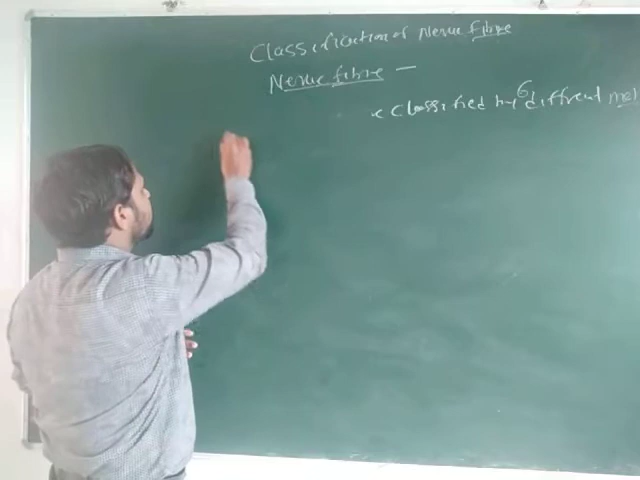 Classification of Nerve fibre
Nerve fibre —
Classified by 6 different